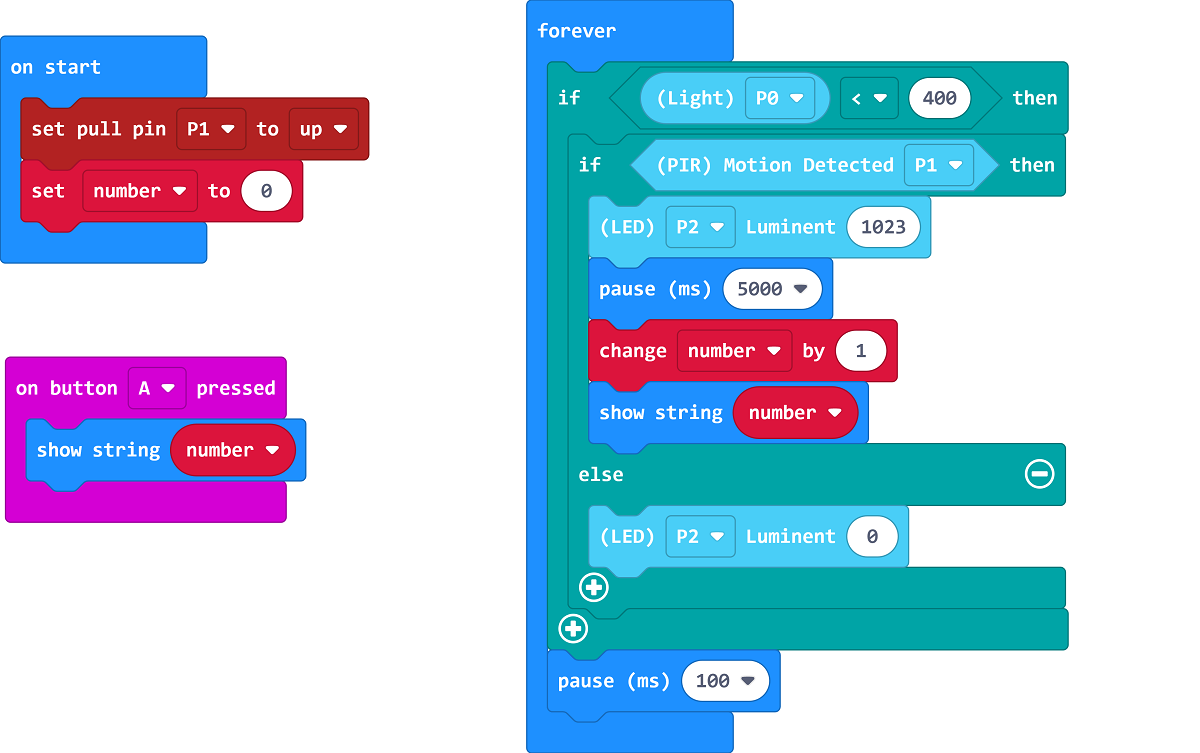 on start
set pull pin P1 to up
set number to 0
on button A pressed
show string number
forever
if (Light) P0 < 400 then
if (PIR) Motion Detected P1 then
(LED) P2 Luminent 1023
pause (ms) 5000
change number by 1
show string number
else
(LED) P2 Luminent 0
pause (ms) 100